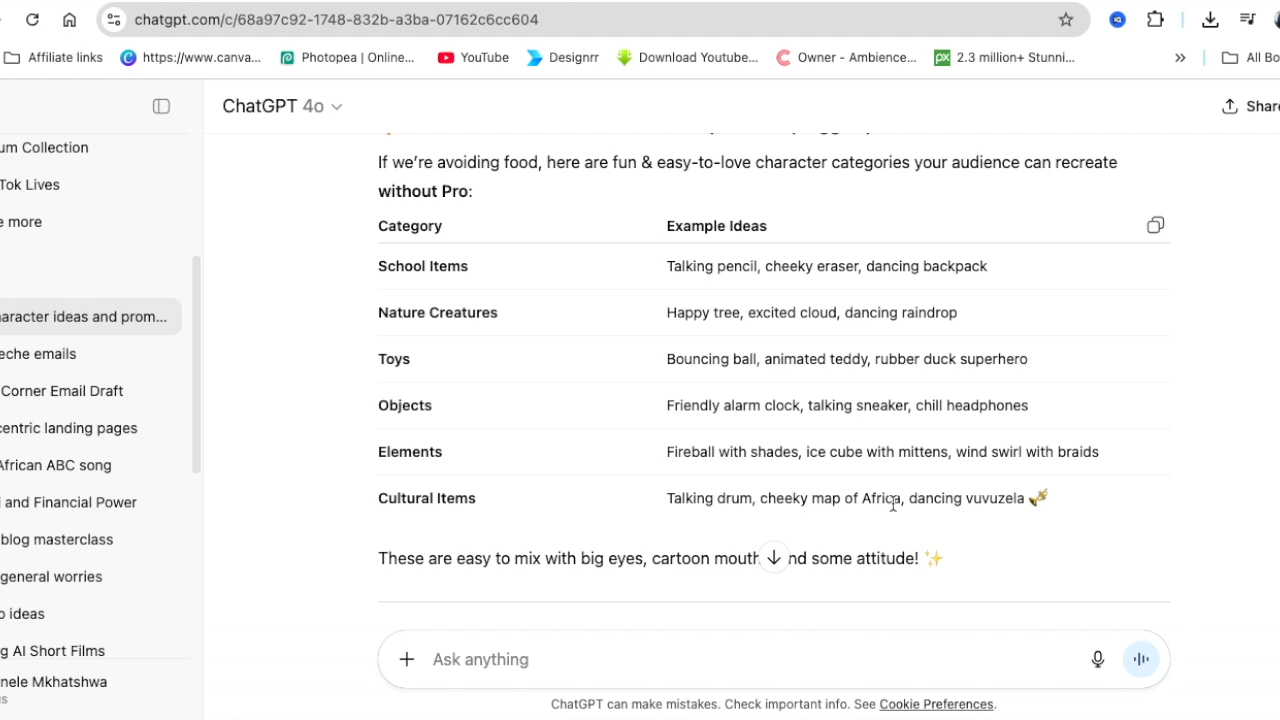 chatgpt.com/c/68a97c92-1748-832b-a3ba-07162c6cc604
Affiliate links https://www.canva... Photopea | Online... YouTube Designrr Download Youtube... Owner - Ambience... 2.3 million+ Stunni... » All Bo
ChatGPT 4o Share
um Collection
Tok Lives
e more
aracter ideas and prom...
eche emails
Corner Email Draft
centric landing pages
African ABC song
l and Financial Power
blog masterclass
general worries
o ideas
g AI Short Films
nele Mkhatshwa
us
If we’re avoiding food, here are fun & easy-to-love character categories your audience can recreate
without Pro:
Category Example Ideas
School Items Talking pencil, cheeky eraser, dancing backpack
Nature Creatures Happy tree, excited cloud, dancing raindrop
Toys Bouncing ball, animated teddy, rubber duck superhero
Objects Friendly alarm clock, talking sneaker, chill headphones
Elements Fireball with shades, ice cube with mittens, wind swirl with braids
Cultural Items Talking drum, cheeky map of Africa, dancing vuvuzela 🎺
These are easy to mix with big eyes, cartoon mouth nd some attitude! ✨
Ask anything
ChatGPT can make mistakes. Check important info. See Cookie Preferences.